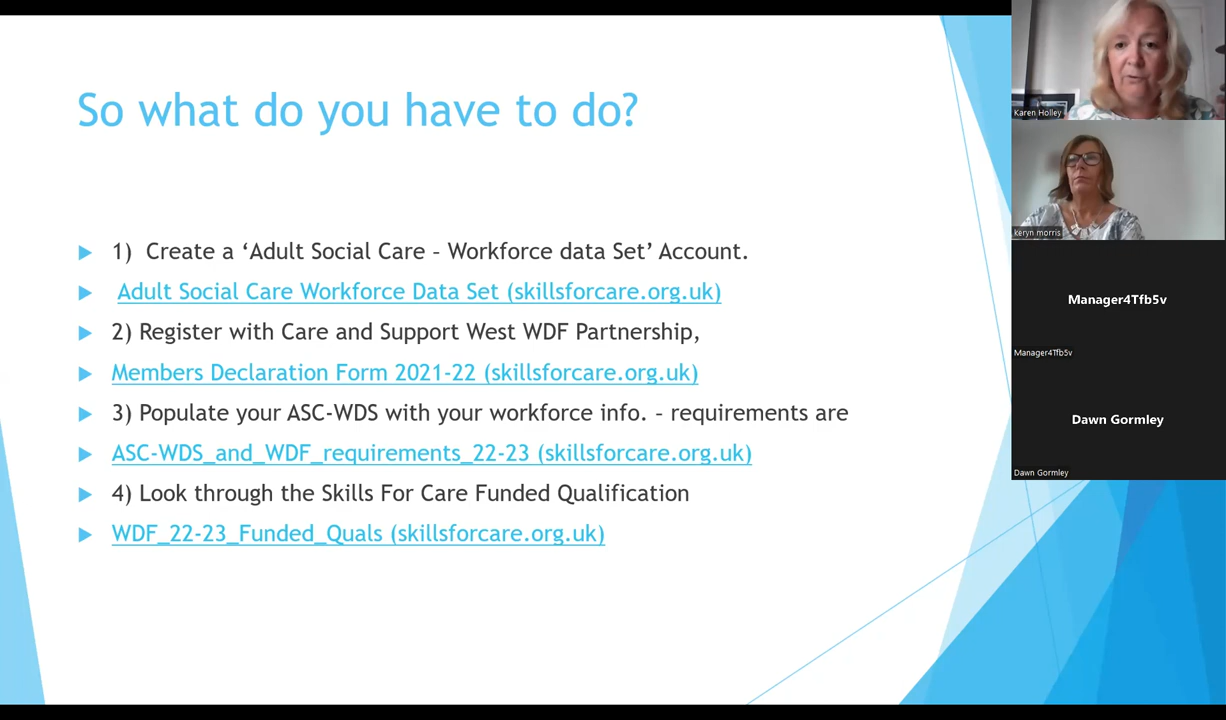 So what do you have to do?
1) Create a ‘Adult Social Care – Workforce data Set’ Account.
Adult Social Care Workforce Data Set (skillsforcare.org.uk)
2) Register with Care and Support West WDF Partnership,
Members Declaration Form 2021-22 (skillsforcare.org.uk)
3) Populate your ASC-WDS with your workforce info. – requirements are
ASC-WDS_and_WDF_requirements_22-23 (skillsforcare.org.uk)
4) Look through the Skills For Care Funded Qualification
WDF_22-23_Funded_Quals (skillsforcare.org.uk)
Karen Holley
keryn morris
Manager4Tfb5v
Manager4Tfb5v
Dawn Gormley
Dawn Gormley